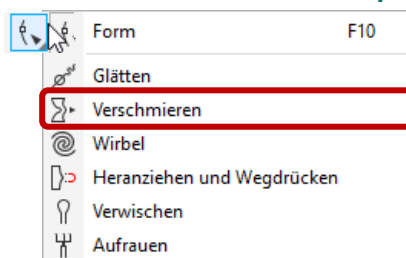 Form F10
Glätten
Verschmieren
Wirbel
Heranziehen und Wegdrücken
Verwischen
Aufrauen